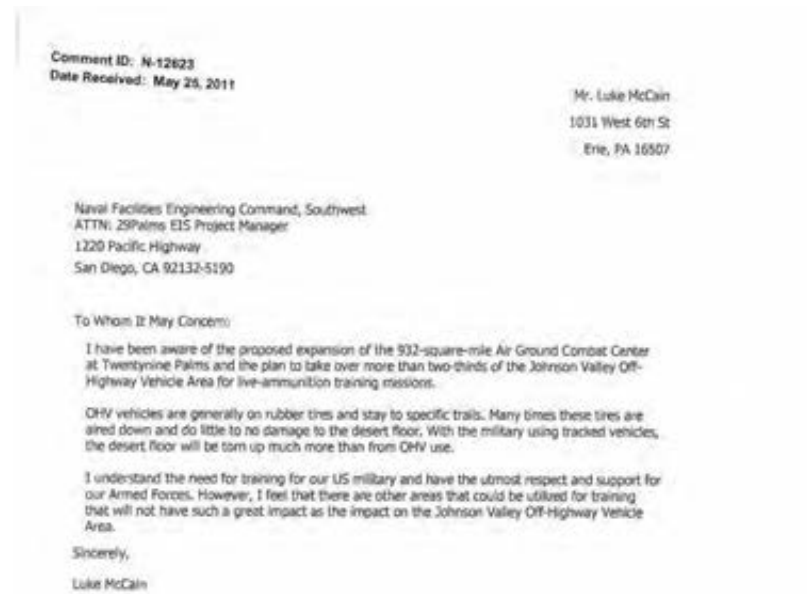 Comment ID: N-12623
Date Received: May 25, 2011
Mr. Luke McCain
1031 West 6th St
Erie, PA 16507
Naval Facilities Engineering Command, Southwest
ATTN: 29Palms EIS Project Manager
1220 Pacific Highway
San Diego, CA 92132-5190
To Whom It May Concern:
I have been aware of the proposed expansion of the 932-square-mile Air Ground Combat Center
at Twentynine Palms and the plan to take over more than two-thirds of the Johnson Valley Off-
Highway Vehicle Area for live-ammunition training missions.
OHV vehicles are generally on rubber tires and stay to specific trails. Many times these tires are
aired down and do little to no damage to the desert floor. With the military using tracked vehicles,
the desert floor will be torn up much more than from OHV use.
I understand the need for training for our US military and have the utmost respect and support for
our Armed Forces. However, I feel that there are other areas that could be utilized for training
that will not have such a great impact as the impact on the Johnson Valley Off-Highway Vehicle
Area.
Sincerely,
Luke McCain